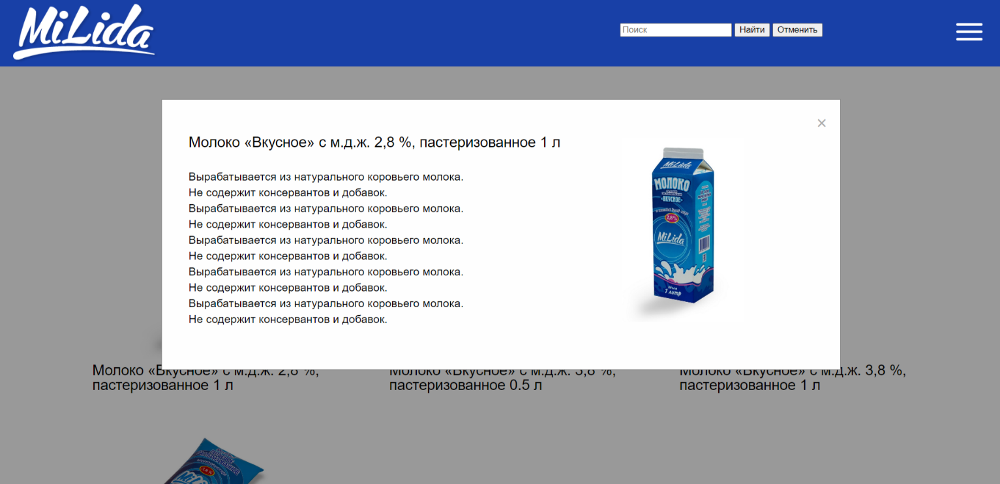 MiLida
Поиск
Найти
Отменить
×
Молоко «Вкусное» с м.д.ж. 2,8 %, пастеризованное 1 л
Вырабатывается из натурального коровьего молока.
Не содержит консервантов и добавок.
Вырабатывается из натурального коровьего молока.
Не содержит консервантов и добавок.
Вырабатывается из натурального коровьего молока.
Не содержит консервантов и добавок.
Вырабатывается из натурального коровьего молока.
Не содержит консервантов и добавок.
Вырабатывается из натурального коровьего молока.
Не содержит консервантов и добавок.
MiLida
МОЛОКО
ВКУСНОЕ
2,8%
MiLida
Объем
1 литр
Молоко «Вкусное» с м.д.ж. 2,8 %,
пастеризованное 1 л
Молоко «Вкусное» с м.д.ж. 3,8 %,
пастеризованное 0.5 л
Молоко «Вкусное» с м.д.ж. 3,8 %,
пастеризованное 1 л